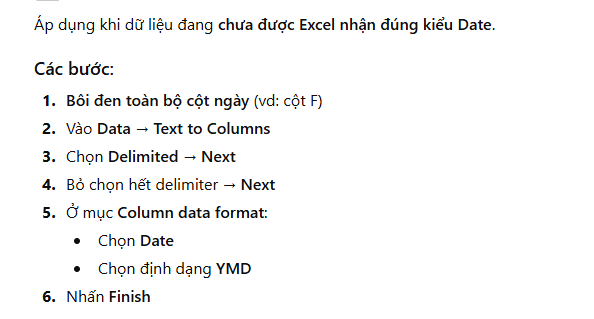 Áp dụng khi dữ liệu đang chưa được Excel nhận đúng kiểu Date.
Các bước:
1. Bôi đen toàn bộ cột ngày (vd: cột F)
2. Vào Data → Text to Columns
3. Chọn Delimited → Next
4. Bỏ chọn hết delimiter → Next
5. Ở mục Column data format:
• Chọn Date
• Chọn định dạng YMD
6. Nhấn Finish